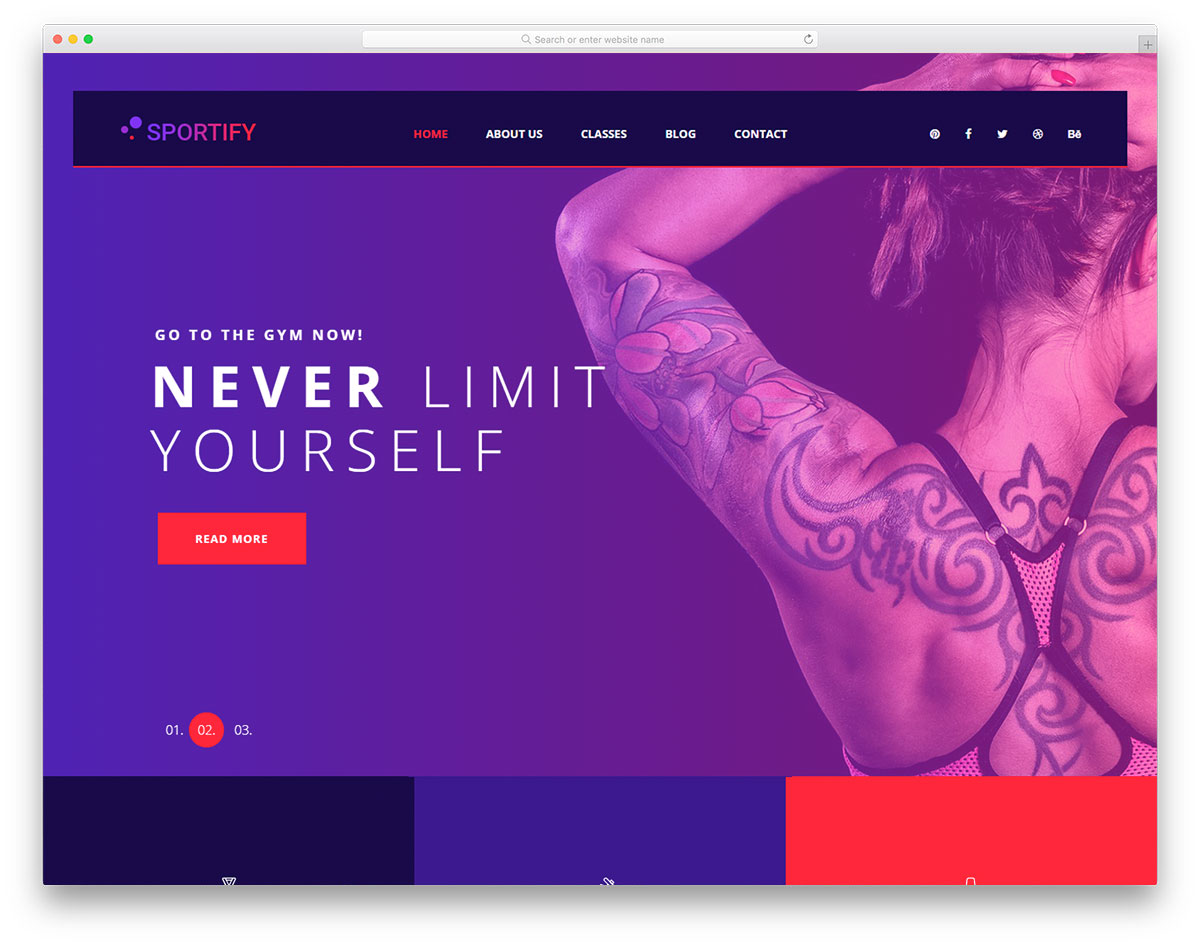 Search or enter website name
SPORTIFY
HOME ABOUT US CLASSES BLOG CONTACT Bē
GO TO THE GYM NOW!
NEVER LIMIT
YOURSELF
READ MORE
01. 02. 03.